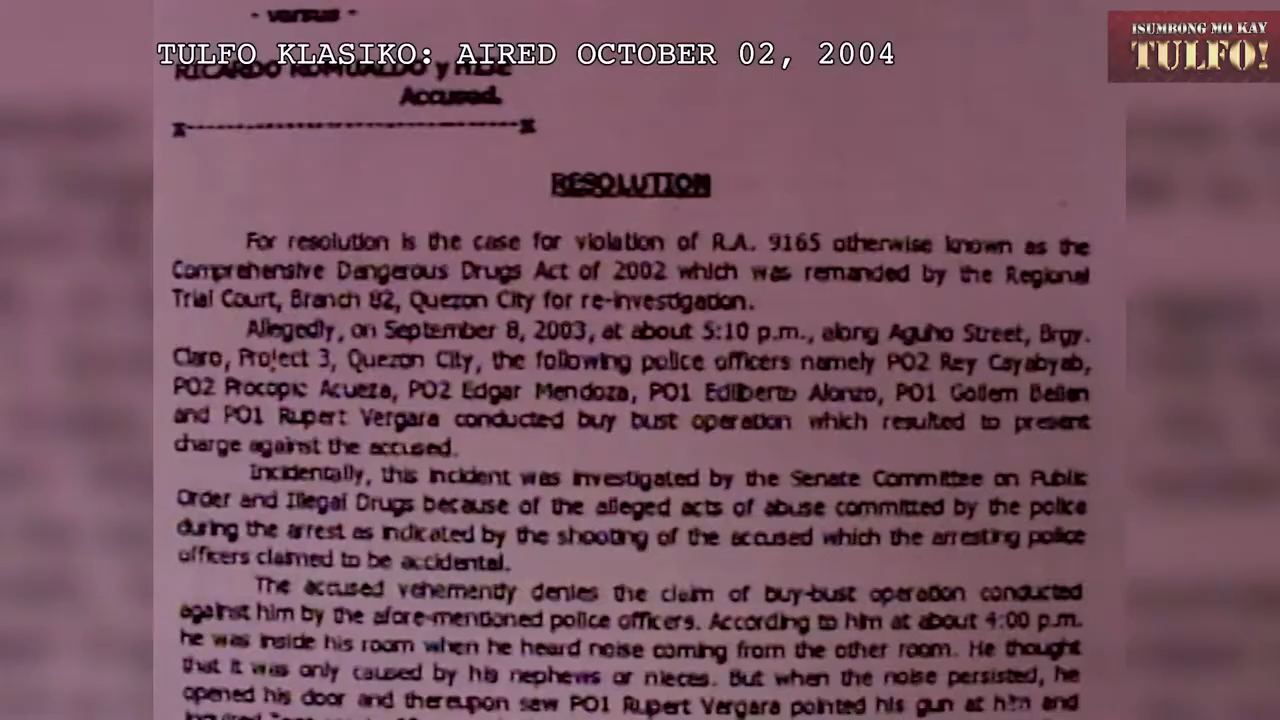 - versus -
TULFO KLASIKO: AIRED OCTOBER 02, 2004
ISUMBONG MO KAY
TULFO!
RICARDO ROMUALDO y
Accused.
x---------------------------------------x
RESOLUTION
For resolution is the case for violation of R.A. 9165 otherwise known as the
Comprehensive Dangerous Drugs Act of 2002 which was remanded by the Regional
Trial Court, Branch 82, Quezon City for re-investigation.
Allegedly, on September 8, 2003, at about 5:10 p.m., along Aguho Street, Brgy.
Claro, Project 3, Quezon City, the following police officers namely PO2 Rey Cayabyab,
PO2 Procopio Acueza, PO2 Edgar Mendoza, PO1 Edilberto Alonzo, PO1
and PO1 Rupert Vergara conducted buy bust operation which resulted to present
charge against the accused.
Incidentally, this incident was investigated by the Senate Committee on Public
Order and Illegal Drugs because of the alleged acts of abuse committed by the police
during the arrest as indicated by the shooting of the accused which the arresting police
officers claimed to be accidental.
The accused vehemently denies the claim of buy-bust operation conducted
against him by the afore-mentioned police officers. According to him at about 4:00 p.m.
he was inside his room when he heard noise coming from the other room. He thought
that it was only caused by his nephews or nieces. But when the noise persisted, he
opened his door and thereupon saw PO1 Rupert Vergara pointed his gun at him and